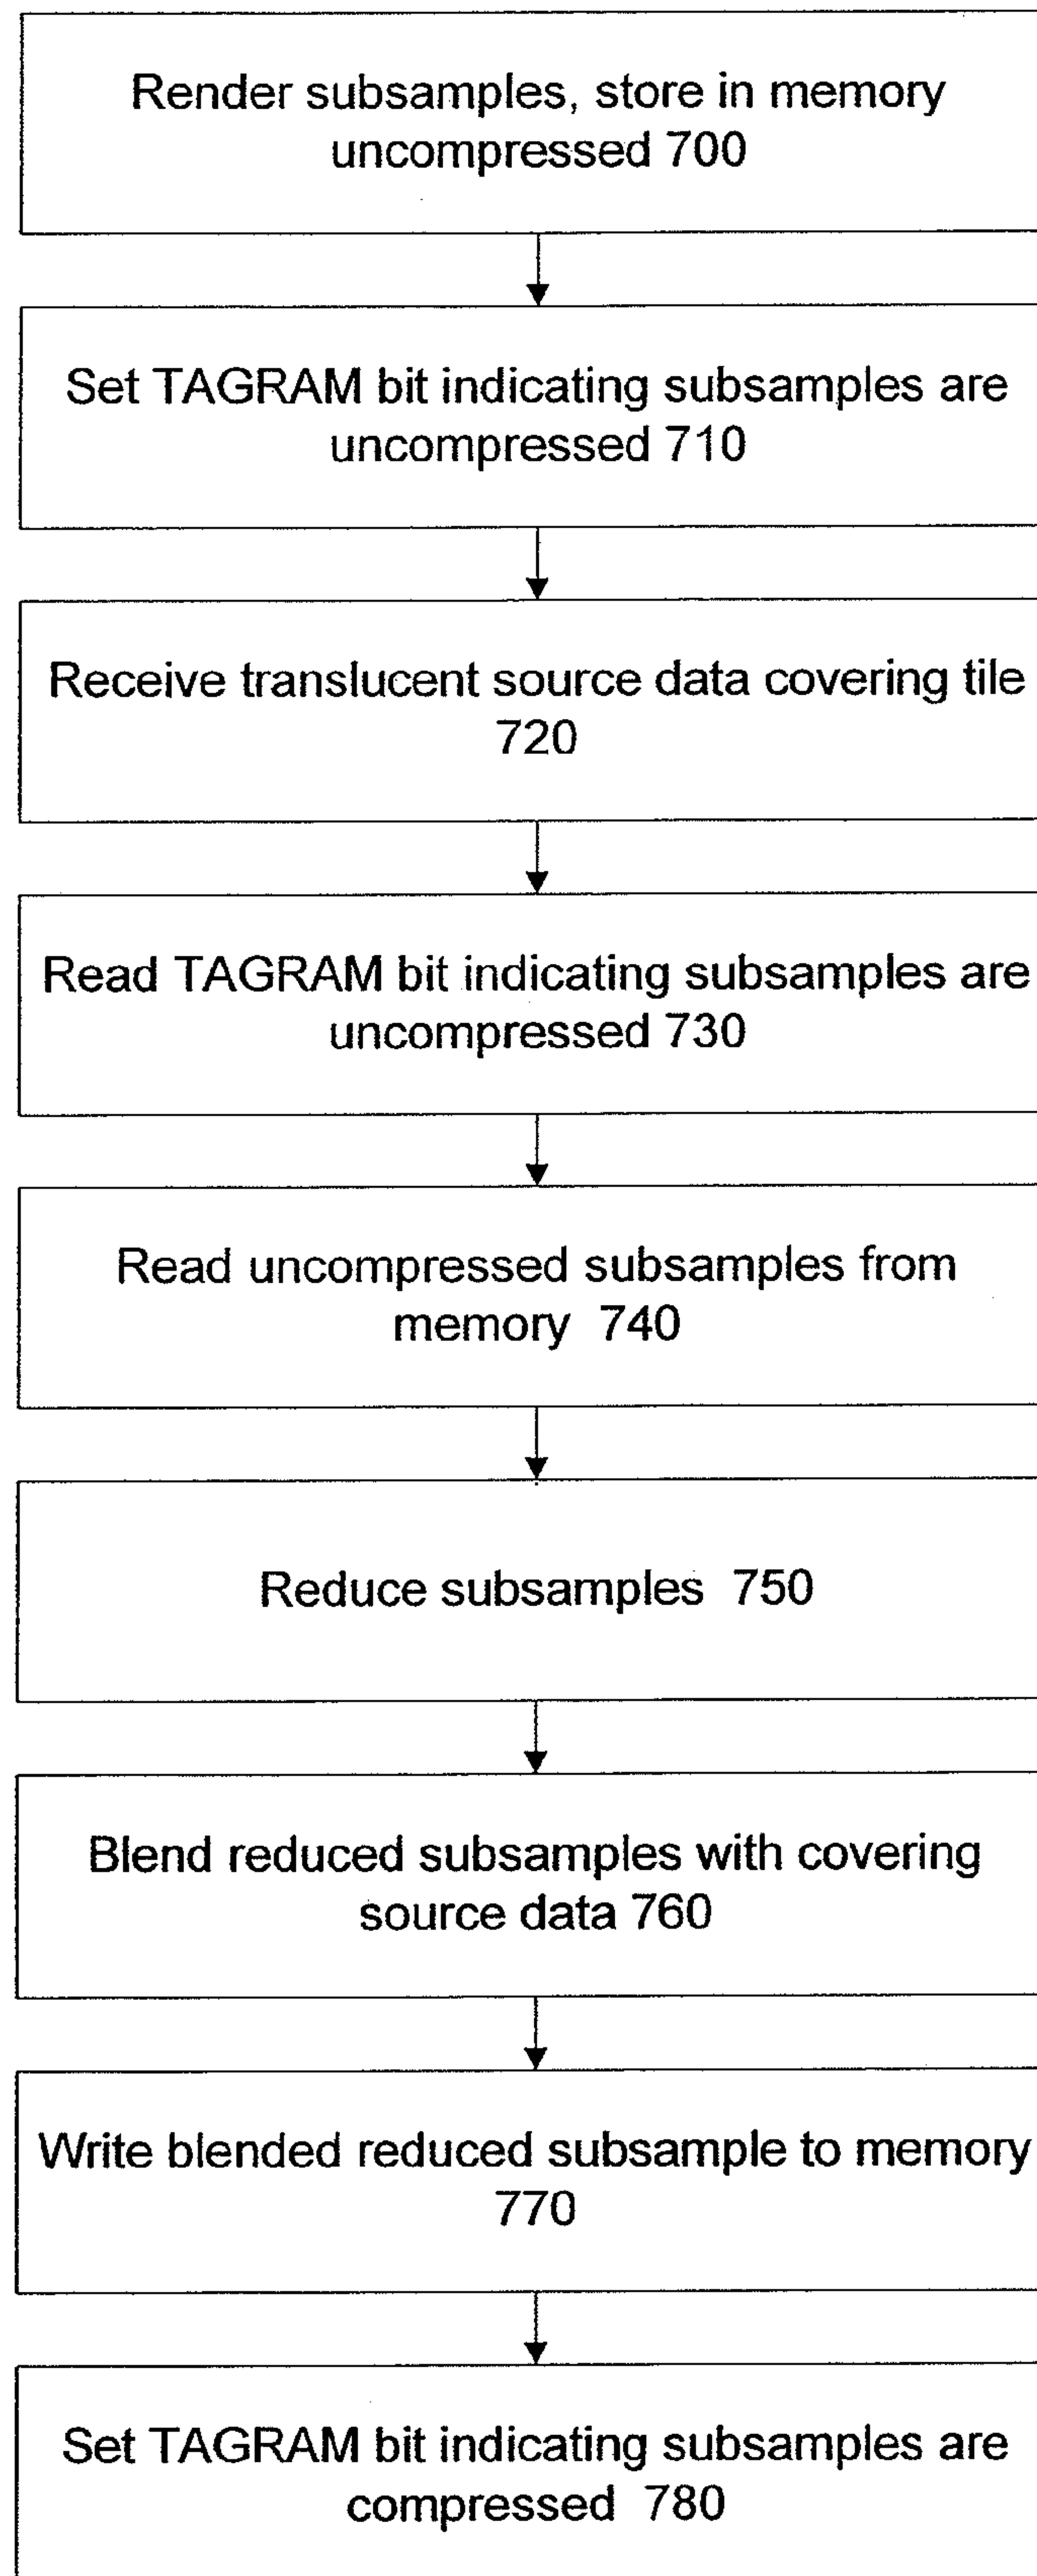 Render subsamples, store in memory
uncompressed 700
Set TAGRAM bit indicating subsamples are
uncompressed 710
Receive translucent source data covering tile
720
Read TAGRAM bit indicating subsamples are
uncompressed 730
Read uncompressed subsamples from
memory 740
Reduce subsamples 750
Blend reduced subsamples with covering
source data 760
Write blended reduced subsample to memory
770
Set TAGRAM bit indicating subsamples are
compressed 780